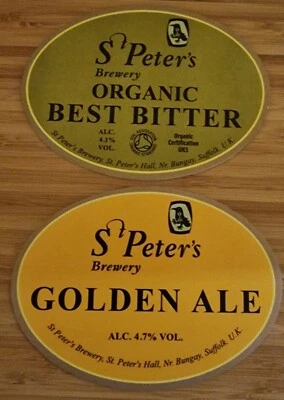 St Peter's
Brewery
ORGANIC
BEST BITTER
ALC.
4.1%
VOL.
Organic
Certification
UK5
St Peter's Brewery, St. Peter's Hall, Nr. Bungay, Suffolk, U.K.
St Peter's
Brewery
GOLDEN ALE
ALC. 4.7% VOL.
St Peter's Brewery, St. Peter's Hall, Nr. Bungay, Suffolk, U.K.